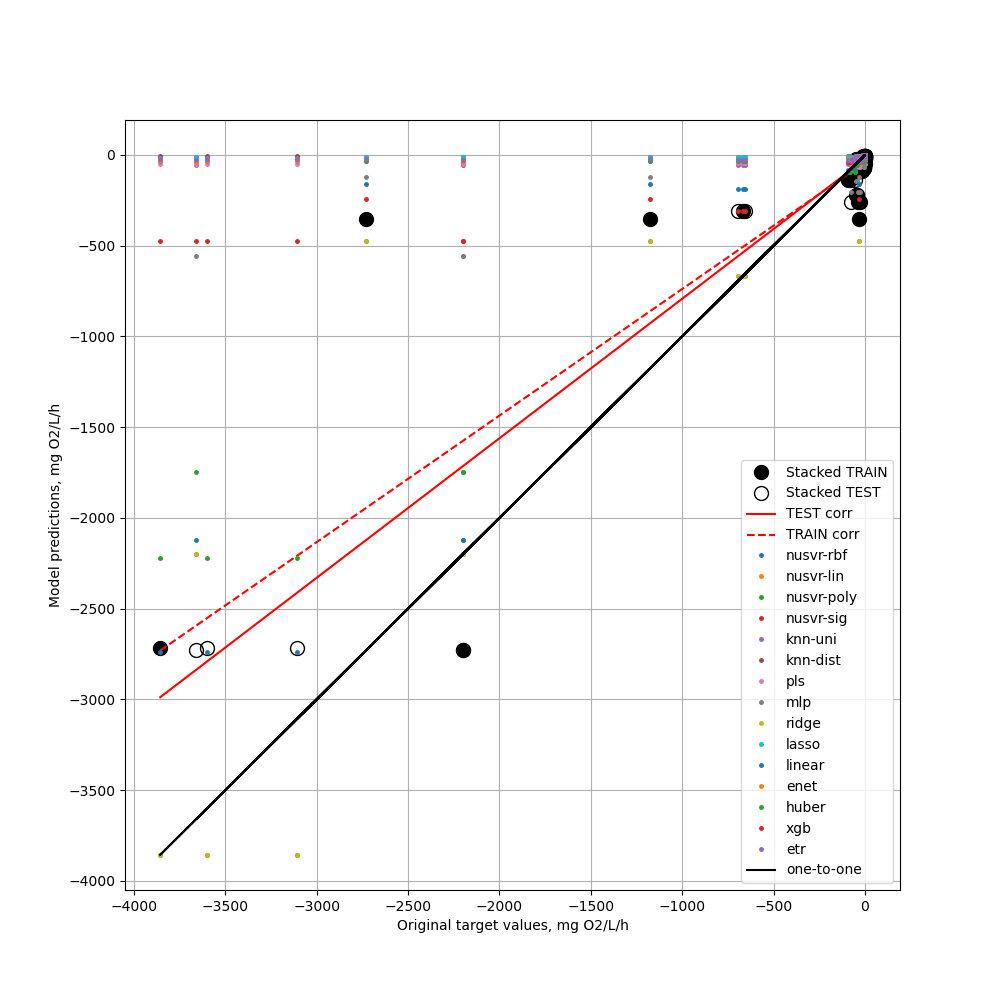 0
−500
−1000
−1500
−2000
−2500
−3000
−3500
−4000
Model predictions, mg O2/L/h
Stacked TRAIN
Stacked TEST
TEST corr
TRAIN corr
nusvr-rbf
nusvr-lin
nusvr-poly
nusvr-sig
knn-uni
knn-dist
pls
mlp
ridge
lasso
linear
enet
huber
xgb
etr
one-to-one
−4000 −3500 −3000 −2500 −2000 −1500 −1000 −500 0
Original target values, mg O2/L/h